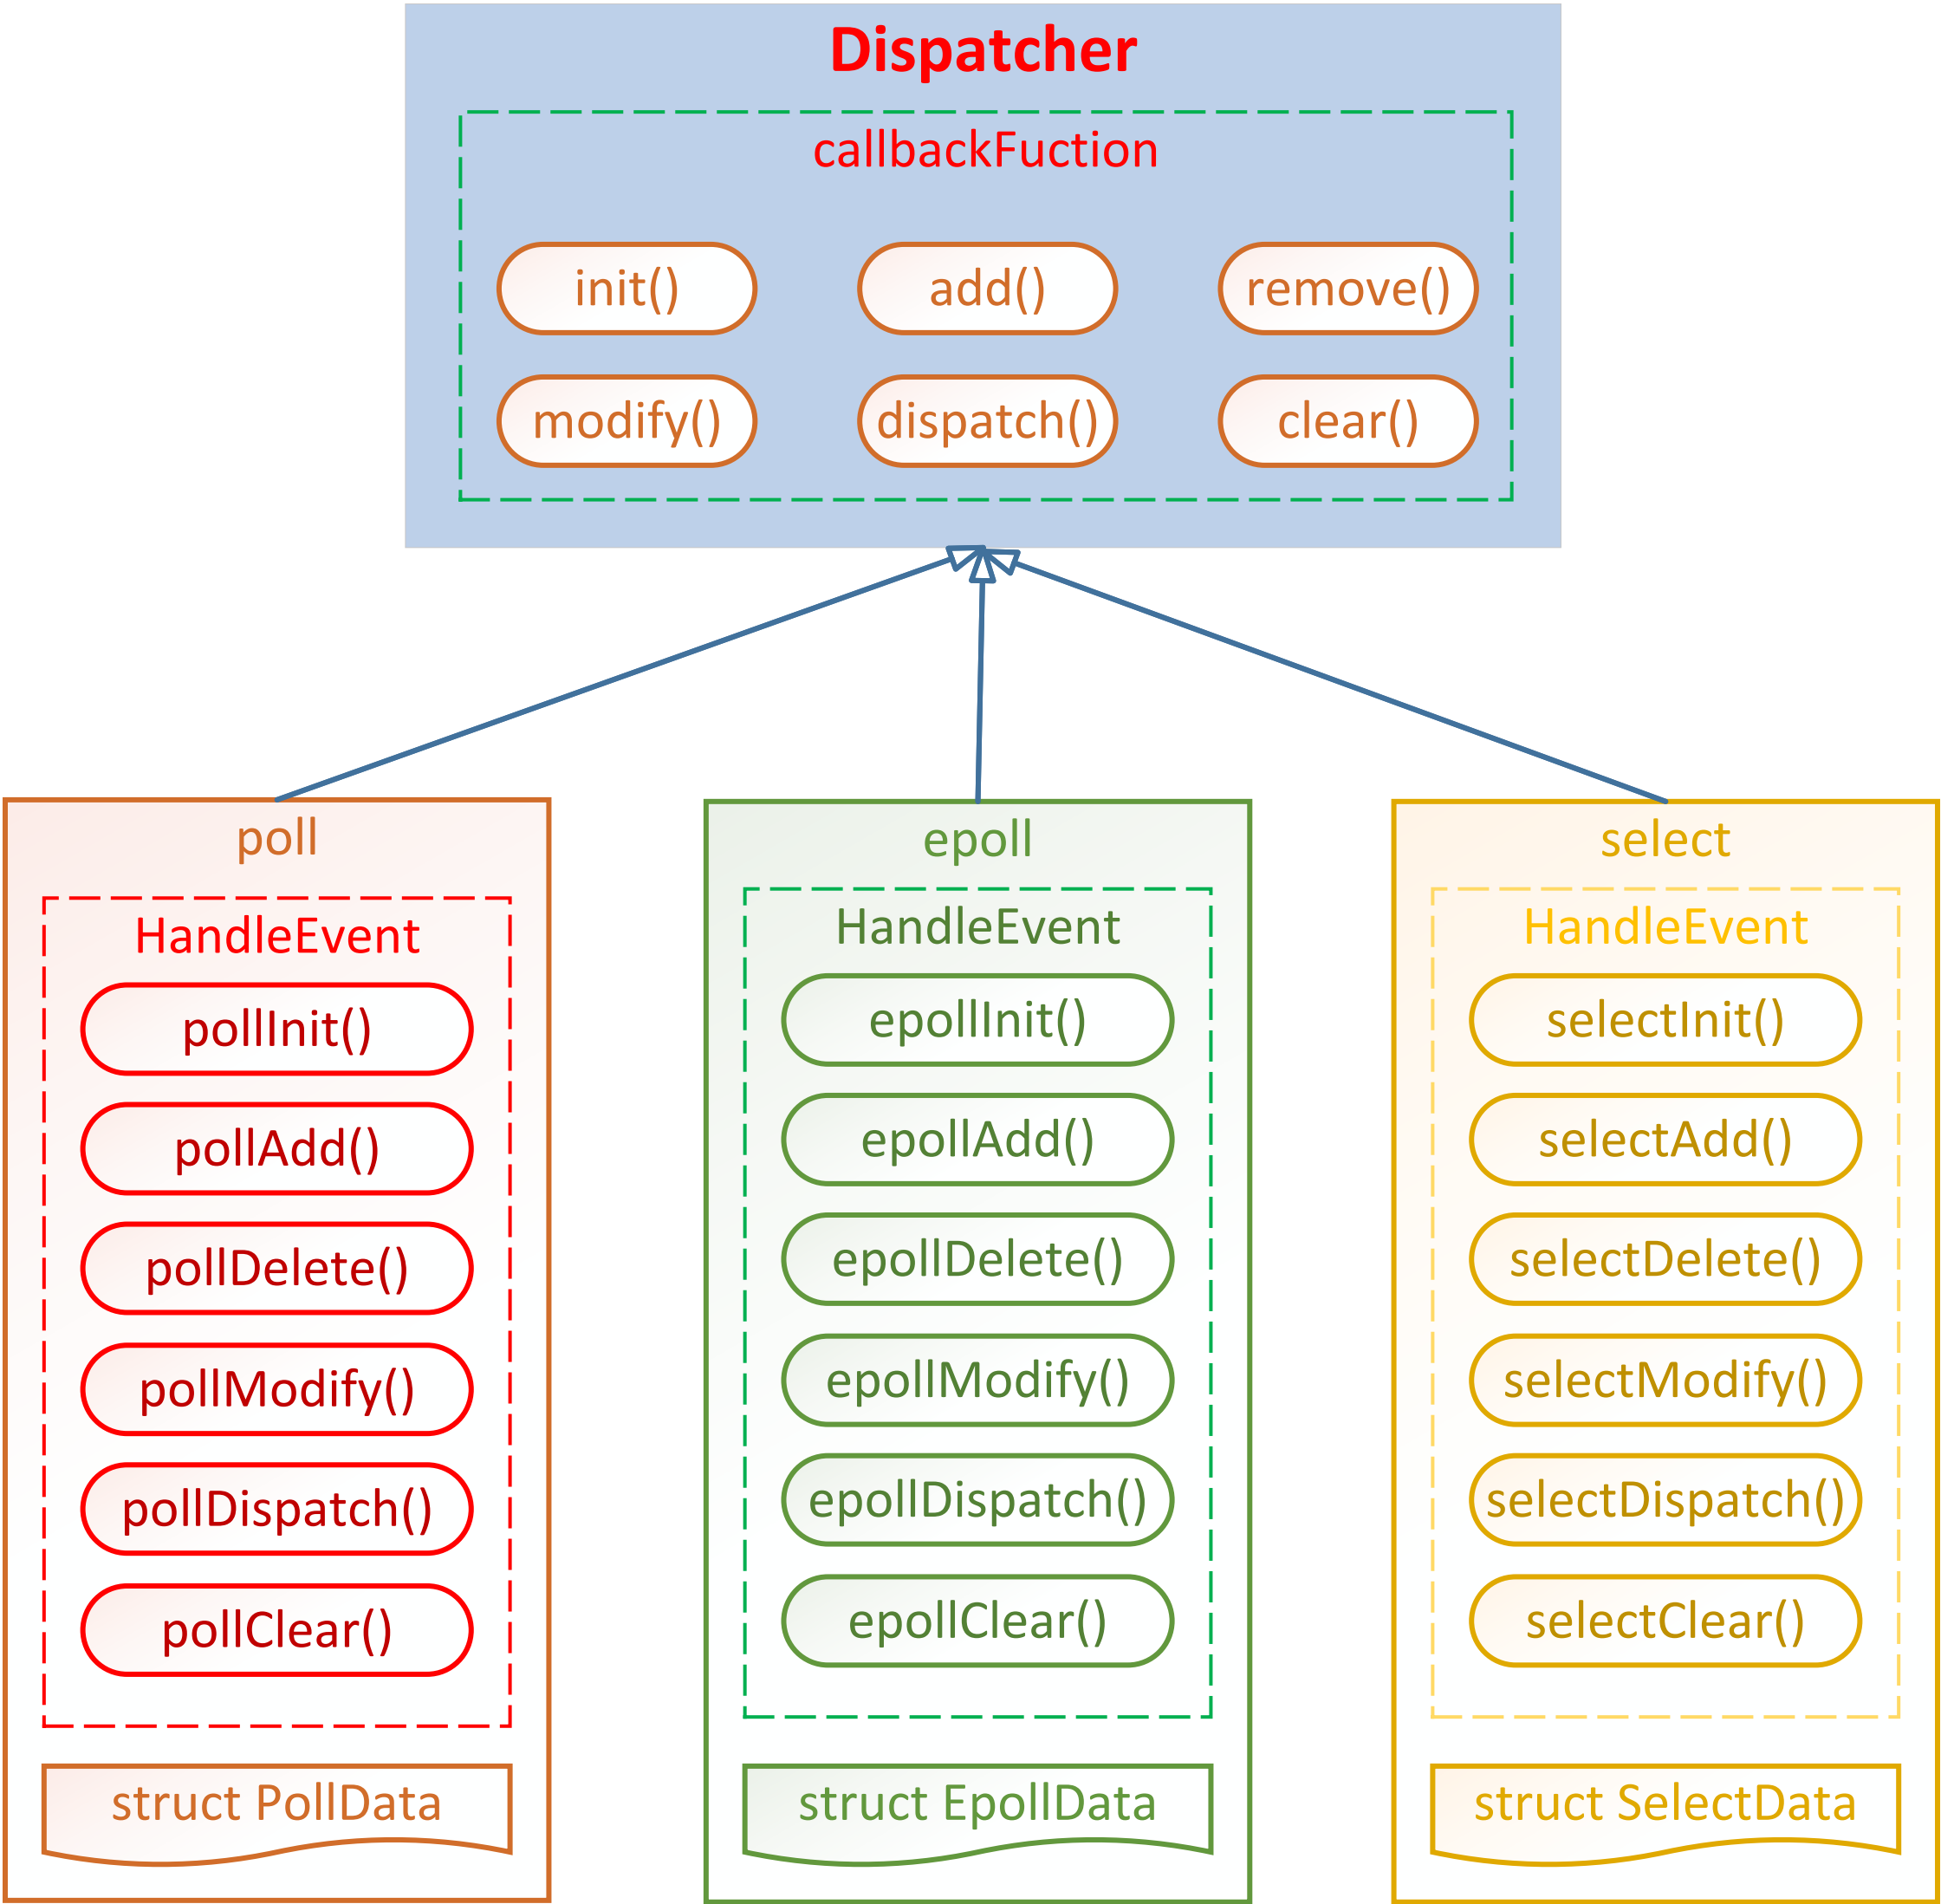 Dispatcher
callbackFuction
init() add() remove()
modify() dispatch() clear()
poll
HandleEvent
pollInit()
pollAdd()
pollDelete()
pollModify()
pollDispatch()
pollClear()
struct PollData
epoll
HandleEvent
epollInit()
epollAdd()
epollDelete()
epollModify()
epollDispatch()
epollClear()
struct EpollData
select
HandleEvent
selectInit()
selectAdd()
selectDelete()
selectModify()
selectDispatch()
selectClear()
struct SelectData